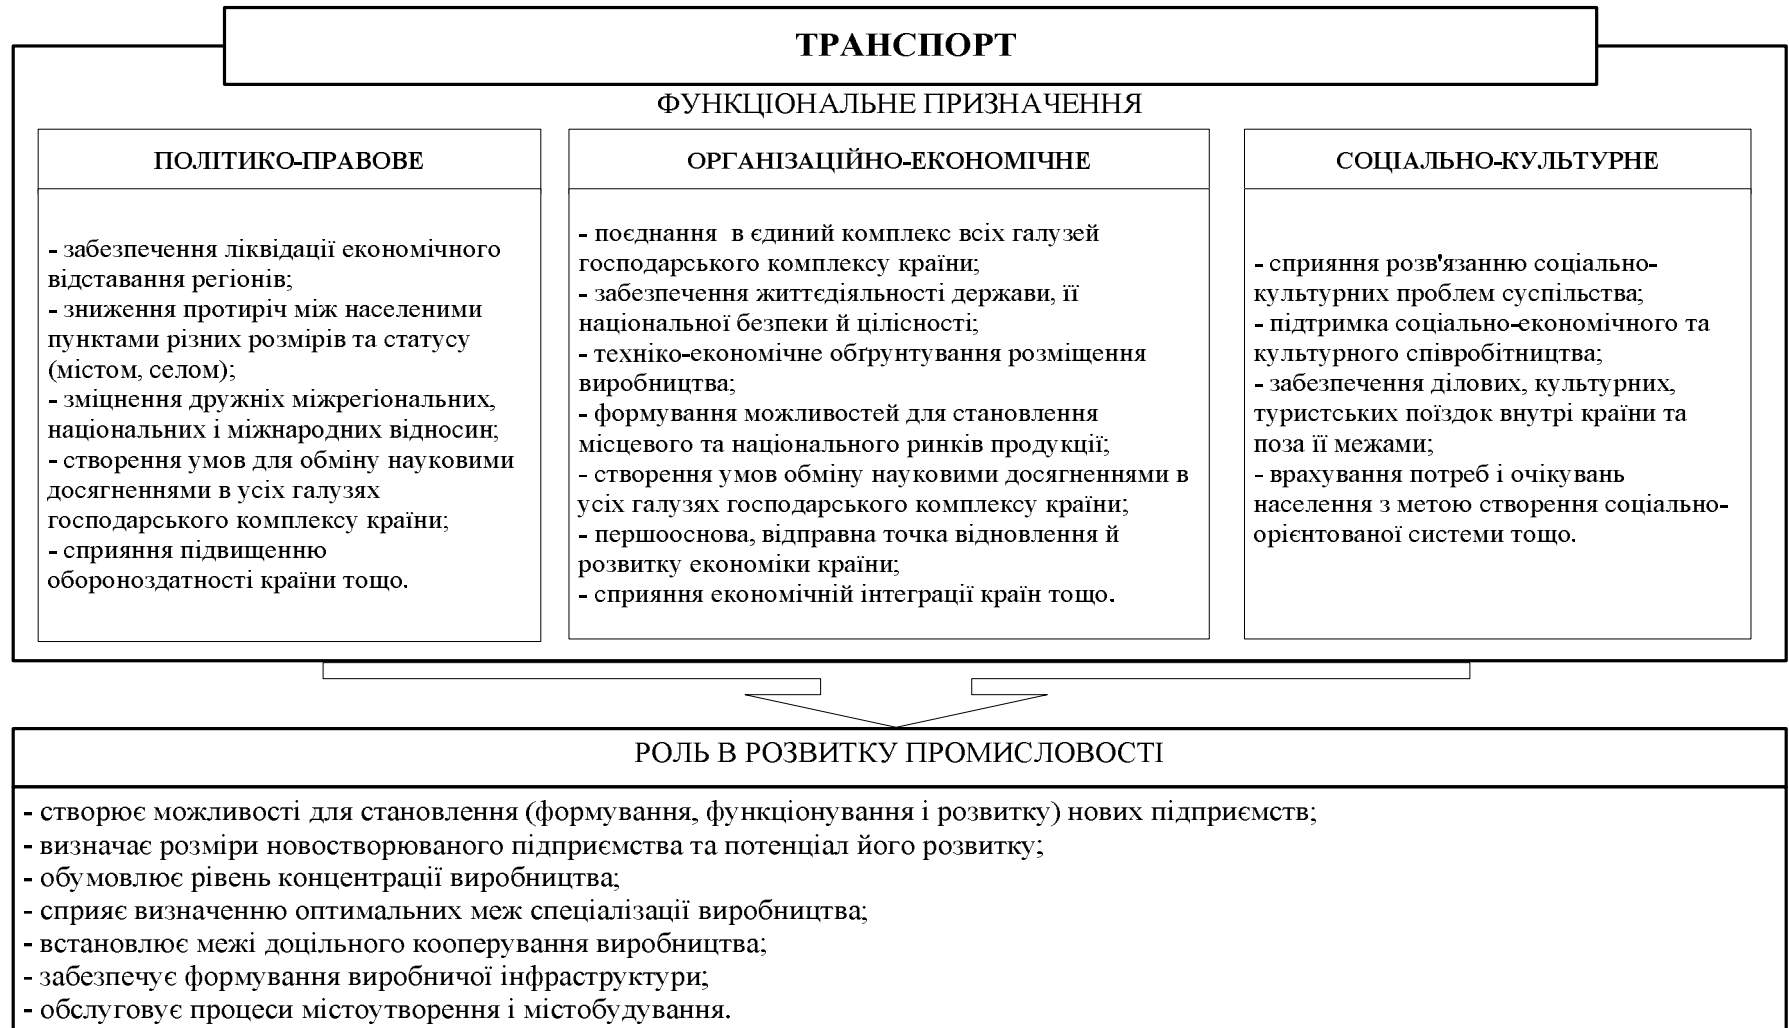 ТРАНСПОРТ
ФУНКЦІОНАЛЬНЕ ПРИЗНАЧЕННЯ
ПОЛІТИКО-ПРАВОВЕ
- забезпечення ліквідації економічного
відставання регіонів;
- зниження протиріч між населеними
пунктами різних розмірів та статусу
(містом, селом);
- зміцнення дружніх міжрегіональних,
національних і міжнародних відносин;
- створення умов для обміну науковими
досягненнями в усіх галузях
господарського комплексу країни;
- сприяння підвищенню
обороноздатності країни тощо.
ОРГАНІЗАЦІЙНО-ЕКОНОМІЧНЕ
- поєднання в єдиний комплекс всіх галузей
господарського комплексу країни;
- забезпечення життєдіяльності держави, її
національної безпеки й цілісності;
- техніко-економічне обґрунтування розміщення
виробництва;
- формування можливостей для становлення
місцевого та національного ринків продукції;
- створення умов обміну науковими досягненнями в
усіх галузях господарського комплексу країни;
- першооснова, відправна точка відновлення й
розвитку економіки країни;
- сприяння економічній інтеграції країн тощо.
СОЦІАЛЬНО-КУЛЬТУРНЕ
- сприяння розв'язанню соціально-
культурних проблем суспільства;
- підтримка соціально-економічного та
культурного співробітництва;
- забезпечення ділових, культурних,
туристських поїздок внутрі країни та
поза її межами;
- врахування потреб і очікувань
населення з метою створення соціально-
орієнтованої системи тощо.
РОЛЬ В РОЗВИТКУ ПРОМИСЛОВОСТІ
- створює можливості для становлення (формування, функціонування і розвитку) нових підприємств;
- визначає розміри новостворюваного підприємства та потенціал його розвитку;
- обумовлює рівень концентрації виробництва;
- сприяє визначенню оптимальних меж спеціалізації виробництва;
- встановлює межі доцільного кооперування виробництва;
- забезпечує формування виробничої інфраструктури;
- обслуговує процеси містоутворення і містобудування.